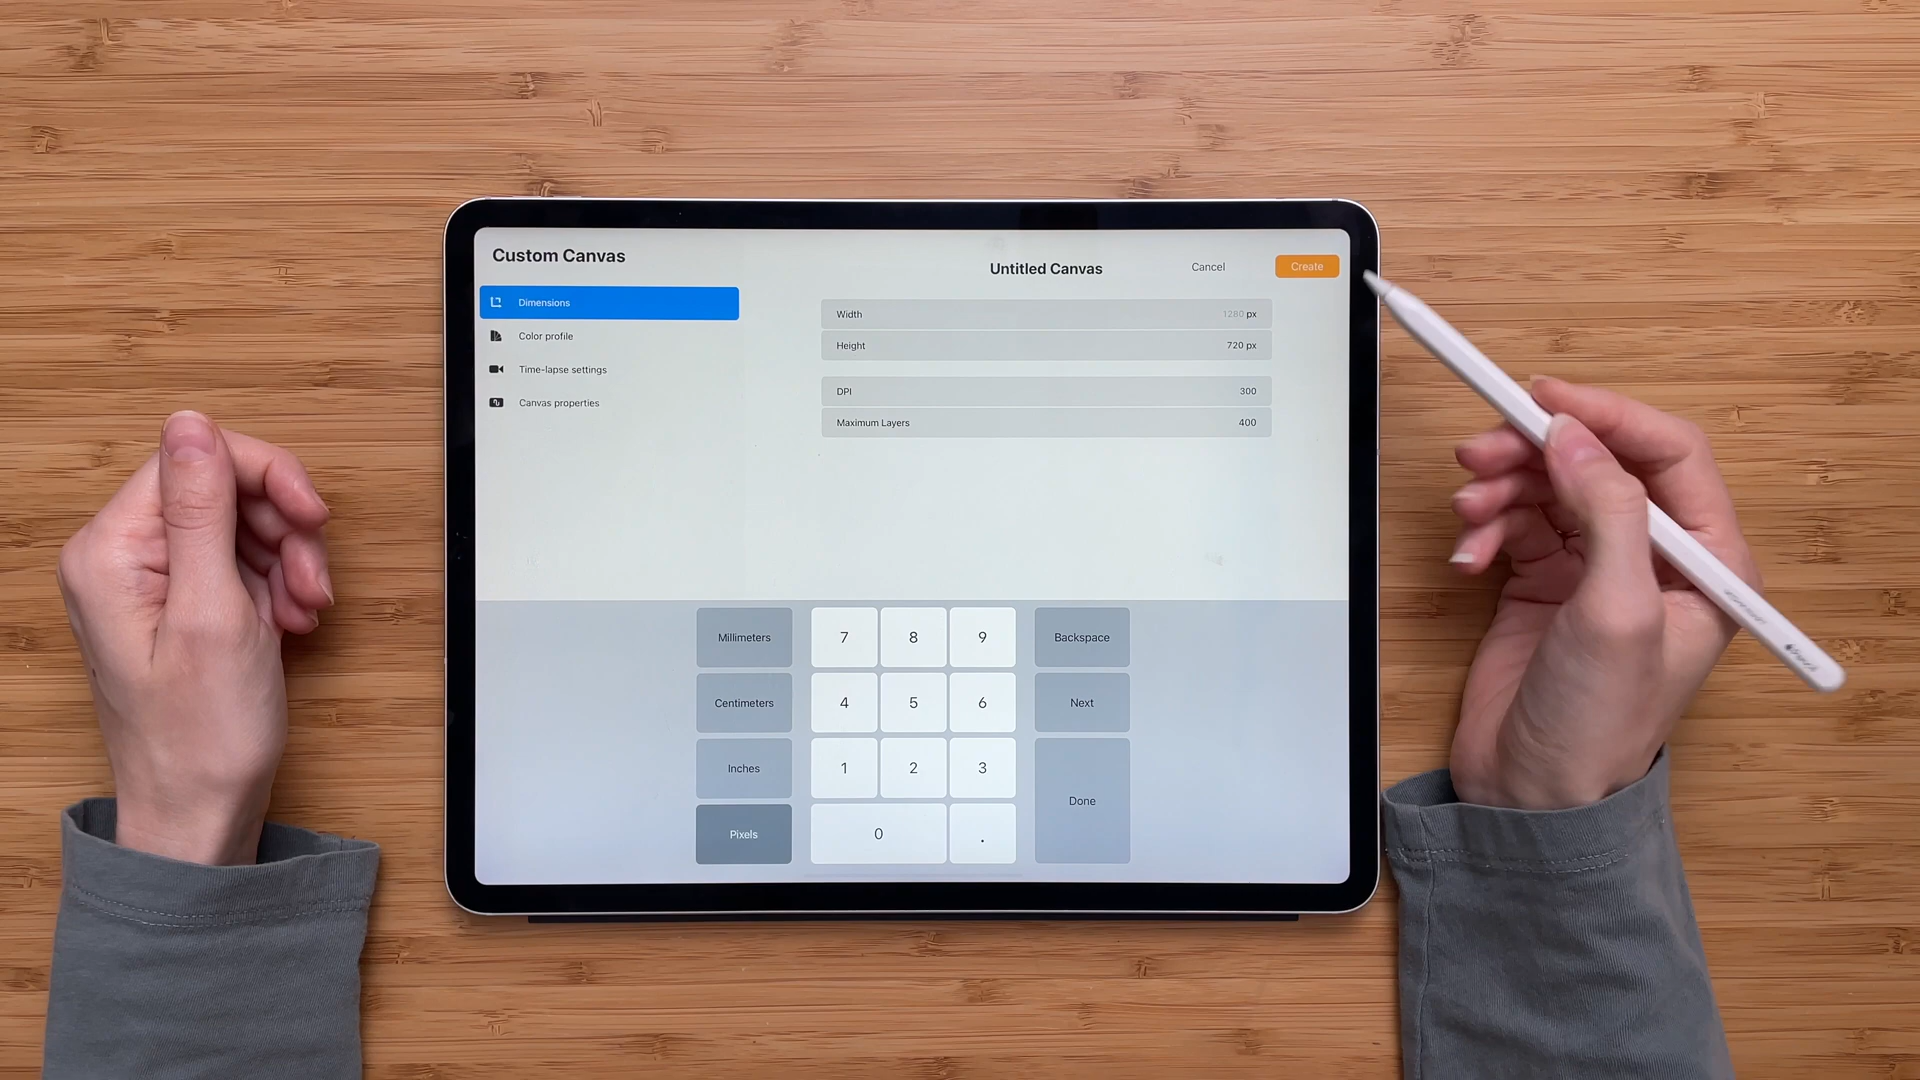 Custom Canvas
Untitled Canvas
Cancel
Create
Dimensions
Color profile
Time-lapse settings
Canvas properties
Width 1280 px
Height 720 px
DPI 300
Maximum Layers 400
Millimeters 7 8 9 Backspace
Centimeters 4 5 6 Next
Inches 1 2 3 Done
Pixels 0 .